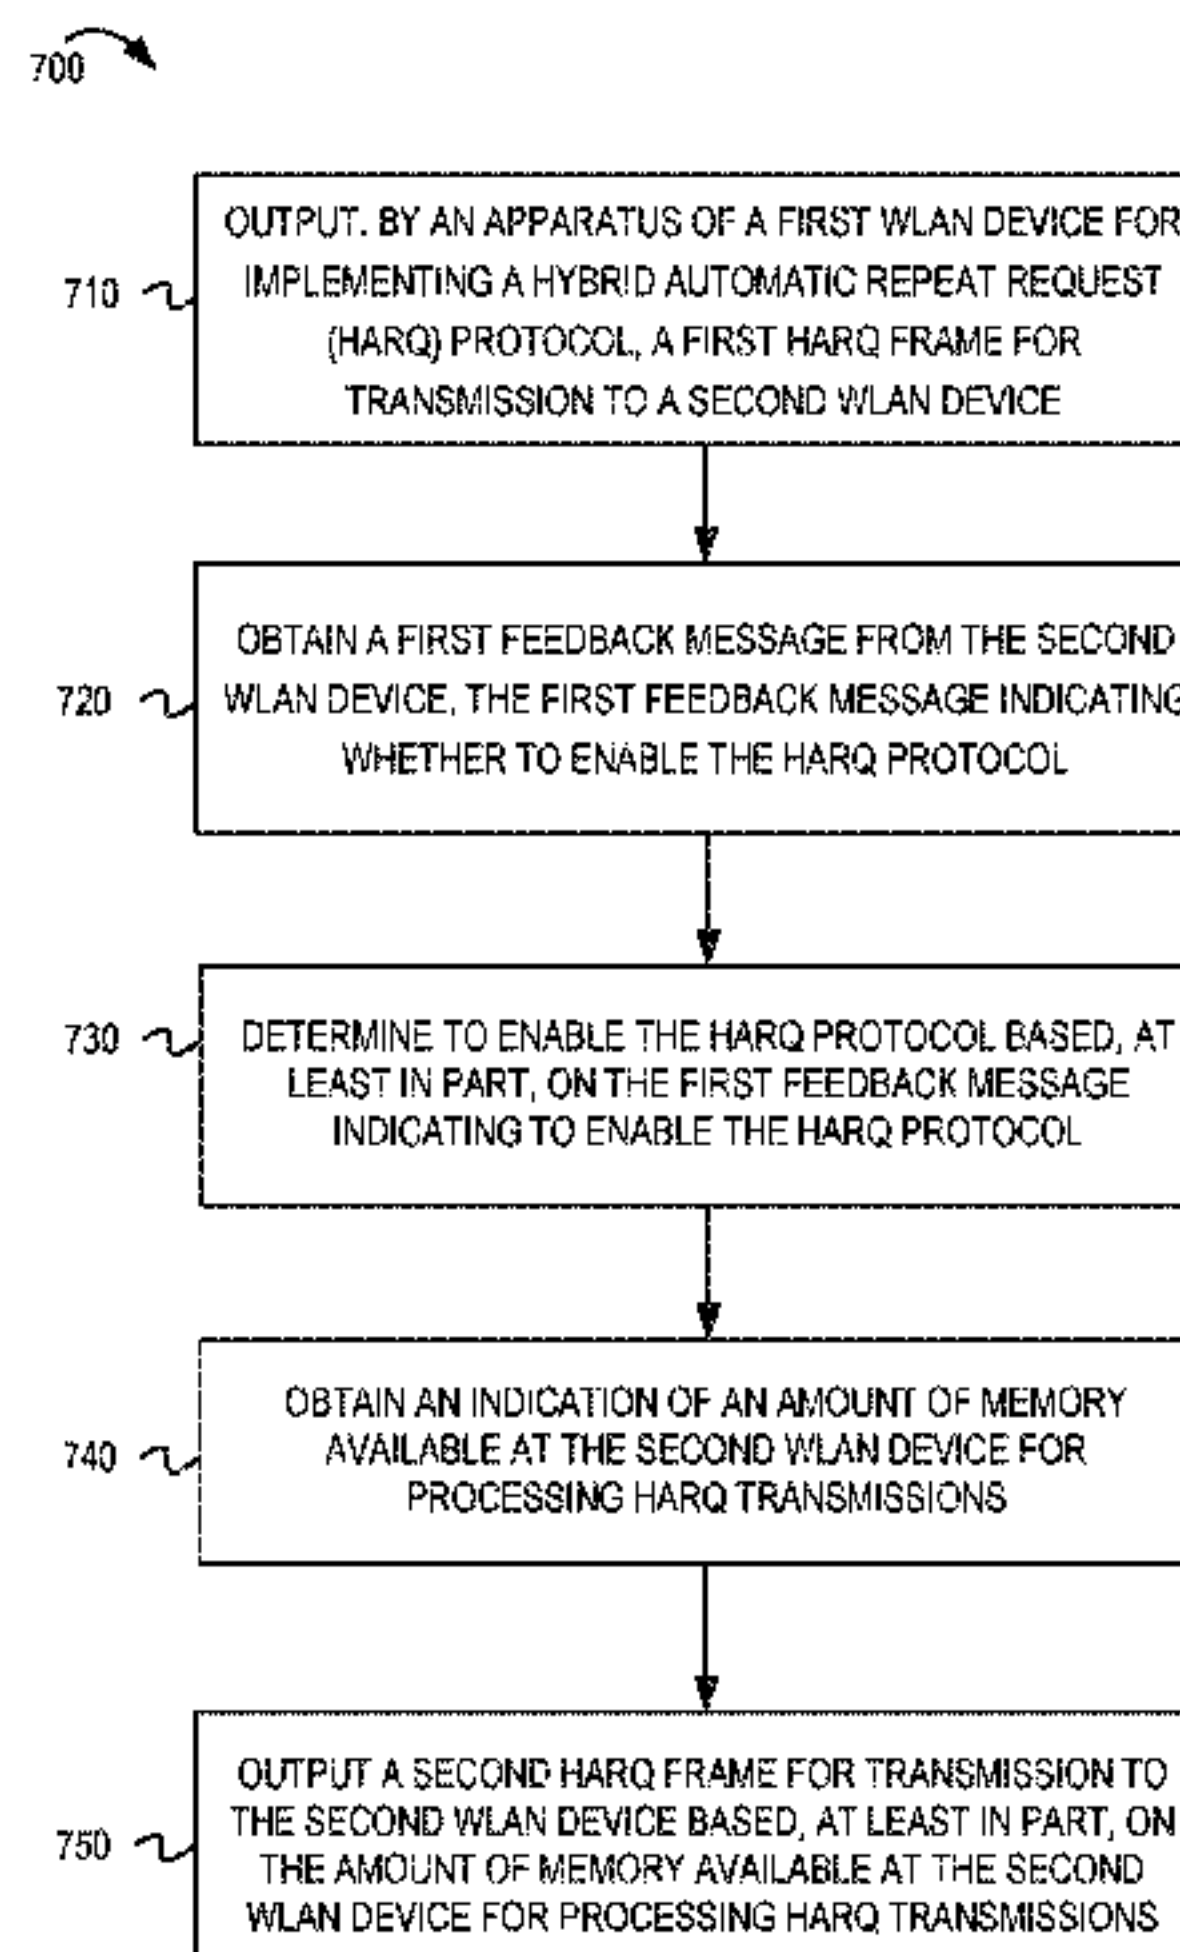 700
710
OUTPUT. BY AN APPARATUS OF A FIRST WLAN DEVICE FOR
IMPLEMENTING A HYBRID AUTOMATIC REPEAT REQUEST
(HARQ) PROTOCOL, A FIRST HARQ FRAME FOR
TRANSMISSION TO A SECOND WLAN DEVICE
720
OBTAIN A FIRST FEEDBACK MESSAGE FROM THE SECOND
WLAN DEVICE, THE FIRST FEEDBACK MESSAGE INDICATING
WHETHER TO ENABLE THE HARQ PROTOCOL
730
DETERMINE TO ENABLE THE HARQ PROTOCOL BASED, AT
LEAST IN PART, ON THE FIRST FEEDBACK MESSAGE
INDICATING TO ENABLE THE HARQ PROTOCOL
740
OBTAIN AN INDICATION OF AN AMOUNT OF MEMORY
AVAILABLE AT THE SECOND WLAN DEVICE FOR
PROCESSING HARQ TRANSMISSIONS
750
OUTPUT A SECOND HARQ FRAME FOR TRANSMISSION TO
THE SECOND WLAN DEVICE BASED, AT LEAST IN PART, ON
THE AMOUNT OF MEMORY AVAILABLE AT THE SECOND
WLAN DEVICE FOR PROCESSING HARQ TRANSMISSIONS